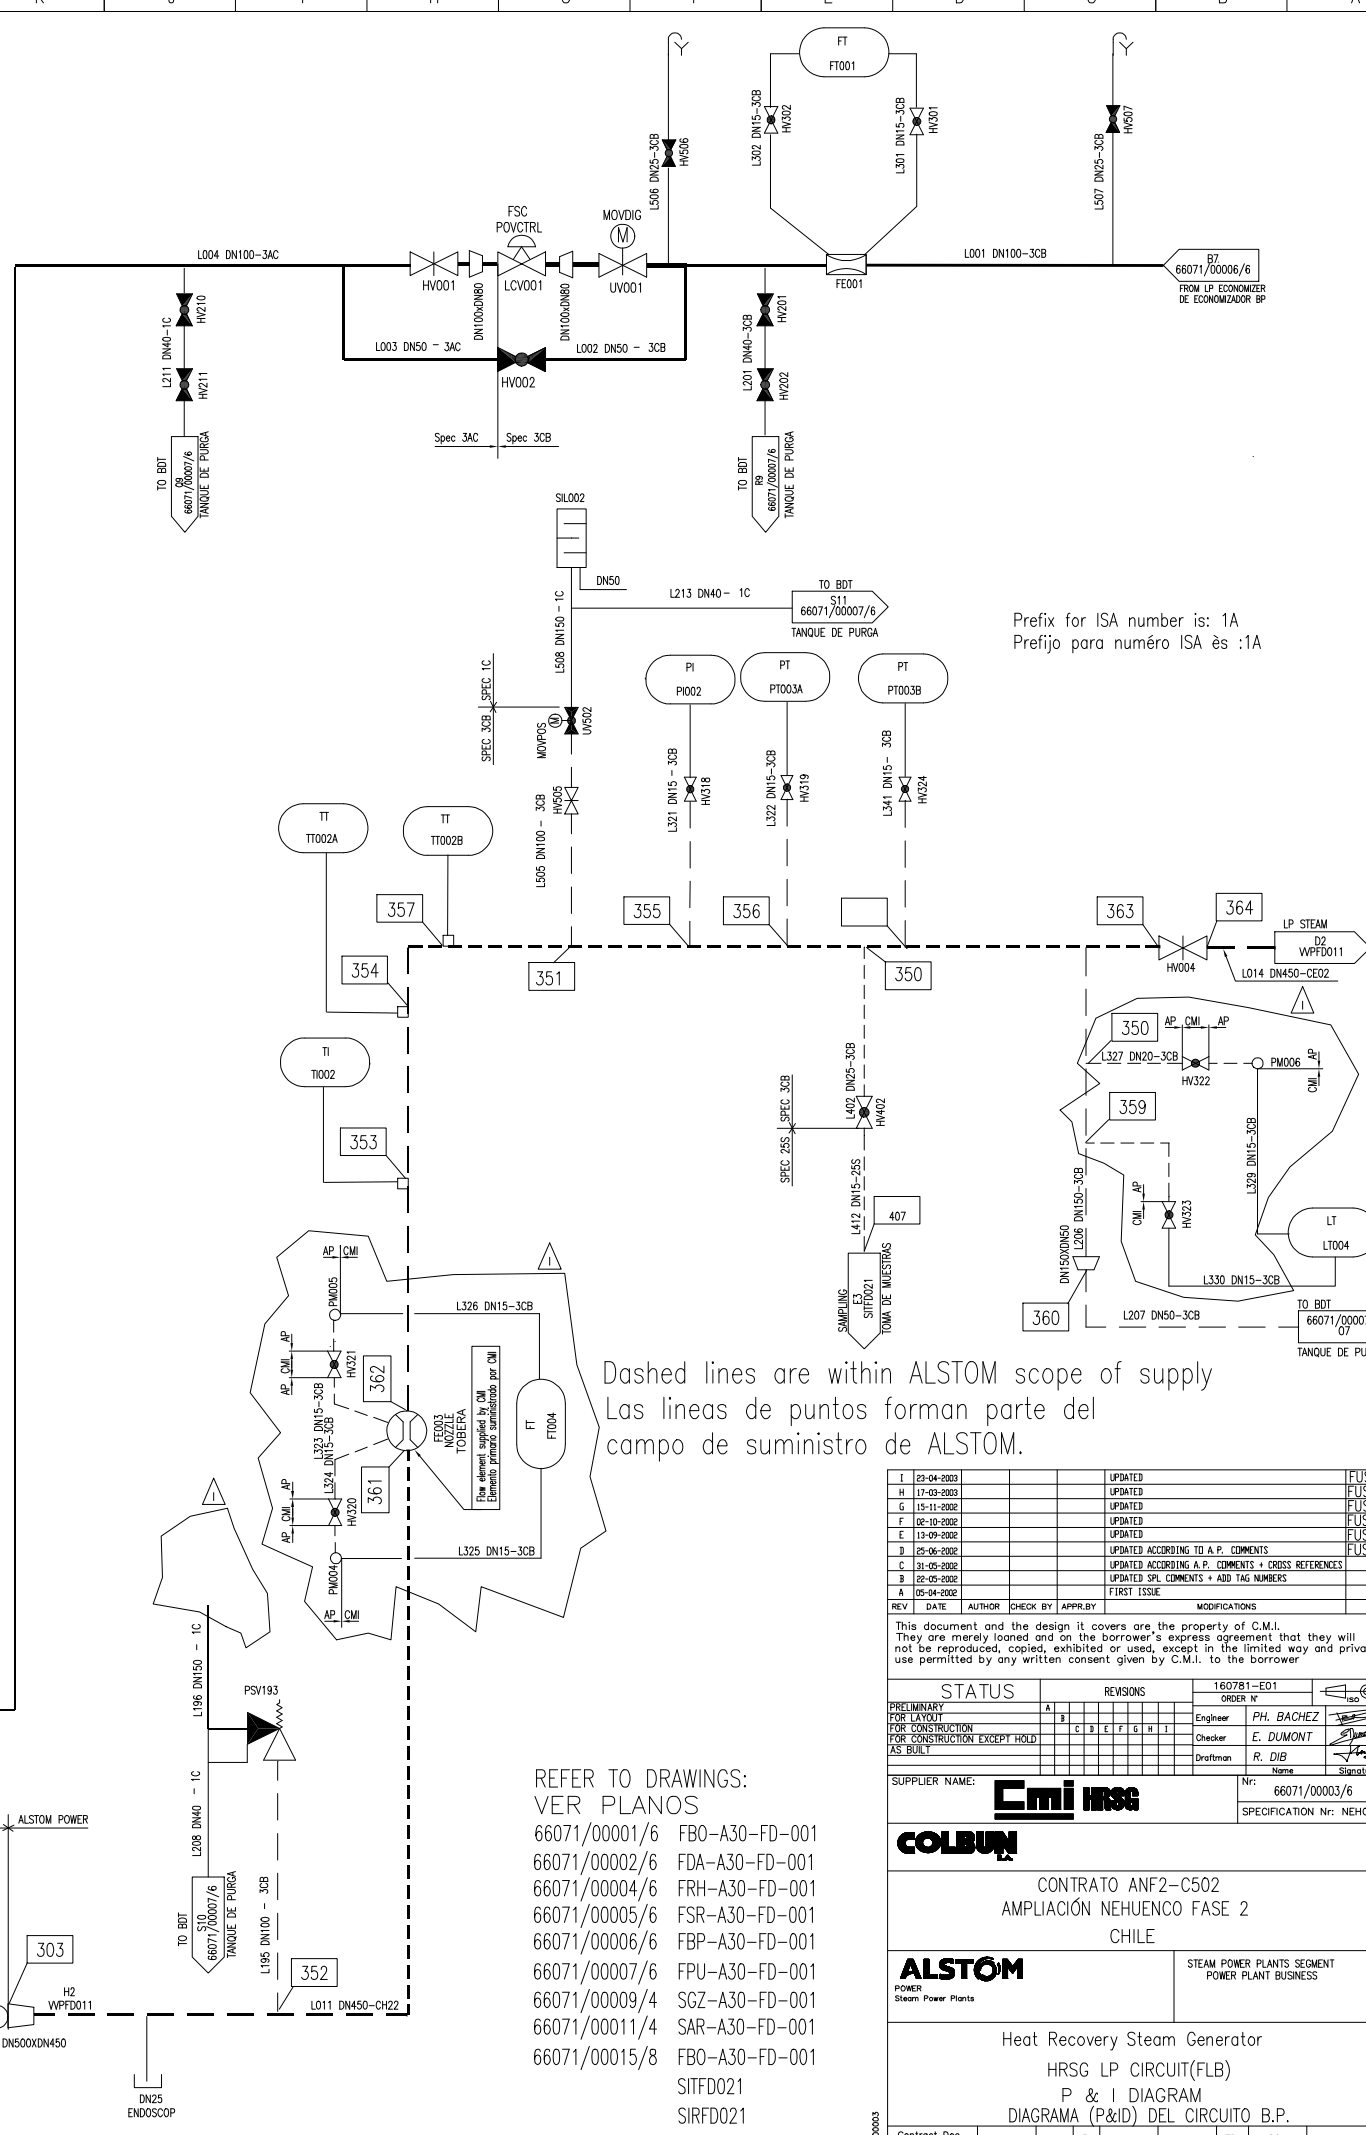 FT
FT001
L302 DN15-3CB
HV302
L301 DN15-3CB
HV301
L506 DN25-3CB
HV506
L507 DN25-3CB
HV507
FSC
POVCTRL
MOVDIG
M
L004 DN100-3AC
HV001
DN100xDN80
LCV001
DN100xDN80
UV001
FE001
L001 DN100-3CB
B7
66071/00006/6
FROM LP ECONOMIZER
DE ECONOMIZADOR BP
L003 DN50 - 3AC
L002 DN50 - 3CB
HV002
Spec 3AC
Spec 3CB
HV210
L211 DN40-1C
HV211
TO BDT
Q9
66071/00007/6
TANQUE DE PURGA
HV201
L201 DN40-3CB
HV202
TO BDT
R9
66071/00007/6
TANQUE DE PURGA
SIL002
DN50
L213 DN40- 1C
TO BDT
S11
66071/00007/6
TANQUE DE PURGA
L508 DN150 - 1C
SPEC 3CB
SPEC 1C
MOVPOS
M
UV502
L505 DN100 - 3CB
HV505
Prefix for ISA number is: 1A
Prefijo para numéro ISA ès :1A
PI
PI002
PT
PT003A
PT
PT003B
L321 DN15 - 3CB
HV318
L322 DN15-3CB
HV319
L341 DN15- 3CB
HV324
TT
TT002A
TT
TT002B
357
355
356
363
364
354
351
350
LP STEAM
D2
VVPFD011
HV004
L014 DN450-CE02
TI
TI002
353
L402 DN25-3CB
HV402
SPEC 25S
SPEC 3CB
L412 DN15-25S
407
SAMPLING
E3
SITFD021
TOMA DE MUESTRAS
I
350
AP
CMI
AP
L327 DN20-3CB
HV322
PM006
AP
CMI
359
L329 DN15-3CB
L206 DN150-3CB
DN150XDN50
AP
CMI
HV323
LT
LT004
L330 DN15-3CB
360
L207 DN50-3CB
TO BDT
66071/0000
07
TANQUE DE PU
AP
CMI
PM005
I
L326 DN15-3CB
AP
CMI
AP
HV321
L323 DN15-3CB
L324 DN15-3CB
362
361
FE003
NOZZLE
TOBERA
Flow element supplied by CMI
Elemento primario suministrado por CMI
FT
FT004
AP
CMI
AP
HV320
L325 DN15-3CB
PM004
AP
CMI
Dashed lines are within ALSTOM scope of supply
Las lineas de puntos forman parte del
campo de suministro de ALSTOM.
I
L196 DN150 - 1C
PSV193
L208 DN40 - 1C
TO BDT
S10
66071/00007/6
TANQUE DE PURGA
L195 DN100 - 3CB
ALSTOM POWER
303
352
H2
VVPFD011
L011 DN450-CH22
DN500XDN450
DN25
ENDOSCOP
REFER TO DRAWINGS:
VER PLANOS
66071/00001/6 FBO-A30-FD-001
66071/00002/6 FDA-A30-FD-001
66071/00004/6 FRH-A30-FD-001
66071/00005/6 FSR-A30-FD-001
66071/00006/6 FBP-A30-FD-001
66071/00007/6 FPU-A30-FD-001
66071/00009/4 SGZ-A30-FD-001
66071/00011/4 SAR-A30-FD-001
66071/00015/8 FBO-A30-FD-001
SITFD021
SIRFD021
I 23-04-2003 UPDATED FUS
H 17-03-2003 UPDATED FUS
G 15-11-2002 UPDATED FUS
F 02-10-2002 UPDATED FUS
E 13-09-2002 UPDATED FUS
D 25-06-2002 UPDATED ACCORDING TO A.P. COMMENTS FUS
C 31-05-2002 UPDATED ACCORDING A.P. COMMENTS + CROSS REFERENCES
B 22-05-2002 UPDATED SPL COMMENTS + ADD TAG NUMBERS
A 05-04-2002 FIRST ISSUE
REV DATE AUTHOR CHECK BY APPR.BY MODIFICATIONS
This document and the design it covers are the property of C.M.I.
They are merely loaned and on the borrower's express agreement that they will
not be reproduced, copied, exhibited or used, except in the limited way and priva
use permitted by any written consent given by C.M.I. to the borrower
STATUS REVISIONS
160781-E01
ORDER N°
ISO
PRELIMINARY A
FOR LAYOUT B
FOR CONSTRUCTION C D E F G H I
FOR CONSTRUCTION EXCEPT HOLD
AS BUILT
Engineer PH. BACHEZ
Checker E. DUMONT
Draftman R. DIB
Name Signat
SUPPLIER NAME:
Cmi HRSG
Nr:
66071/00003/6
SPECIFICATION Nr: NEHO
COLBUN
S.A.
CONTRATO ANF2-C502
AMPLIACIÓN NEHUENCO FASE 2
CHILE
ALSTOM
POWER
Steam Power Plants
STEAM POWER PLANTS SEGMENT
POWER PLANT BUSINESS
Heat Recovery Steam Generator
HRSG LP CIRCUIT(FLB)
P & I DIAGRAM
DIAGRAMA (P&ID) DEL CIRCUITO B.P.
00003
Contract Doc